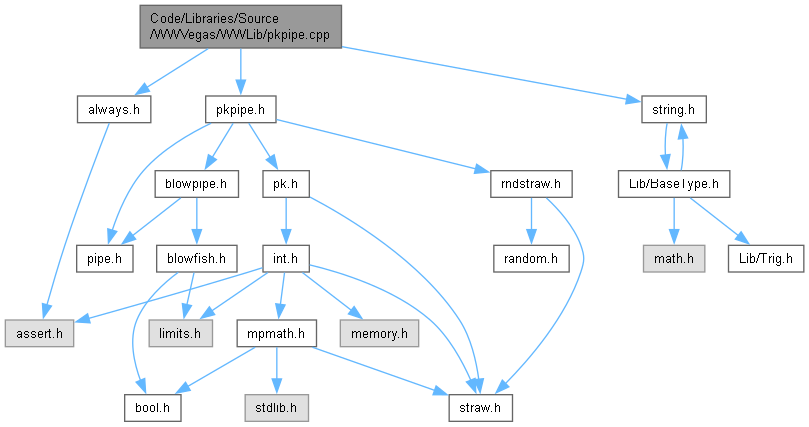 Code/Libraries/Source
/WWVegas/WWLib/pkpipe.cpp
always.h
pkpipe.h
string.h
blowpipe.h
pk.h
rndstraw.h
Lib/BaseType.h
pipe.h
blowfish.h
int.h
random.h
math.h
Lib/Trig.h
assert.h
limits.h
mpmath.h
memory.h
bool.h
stdlib.h
straw.h